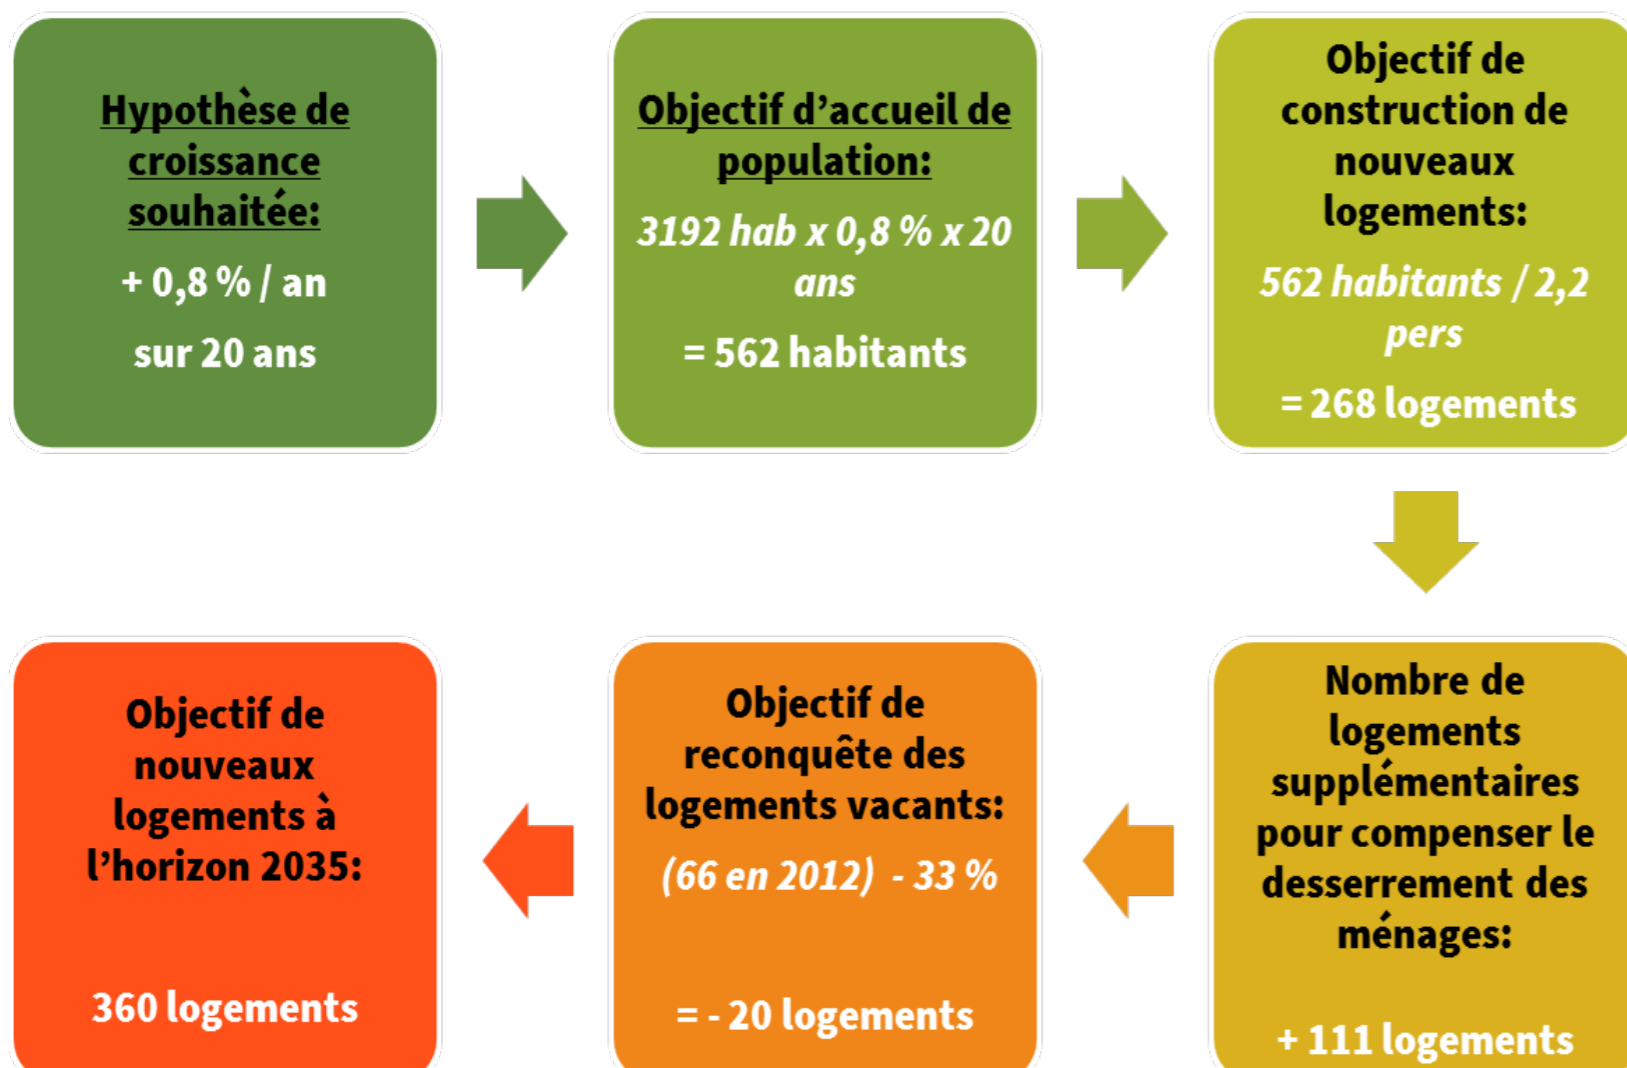 Hypothèse de
croissance
souhaitée:
+ 0,8 % / an
sur 20 ans
Objectif d’accueil de
population:
3192 hab x 0,8 % x 20
ans
= 562 habitants
Objectif de
construction de
nouveaux
logements:
562 habitants / 2,2
pers
= 268 logements
Nombre de
logements
supplémentaires
pour compenser le
desserrement des
ménages:
+ 111 logements
Objectif de
reconquête des
logements vacants:
(66 en 2012) - 33 %
= - 20 logements
Objectif de
nouveaux
logements à
l’horizon 2035:
360 logements